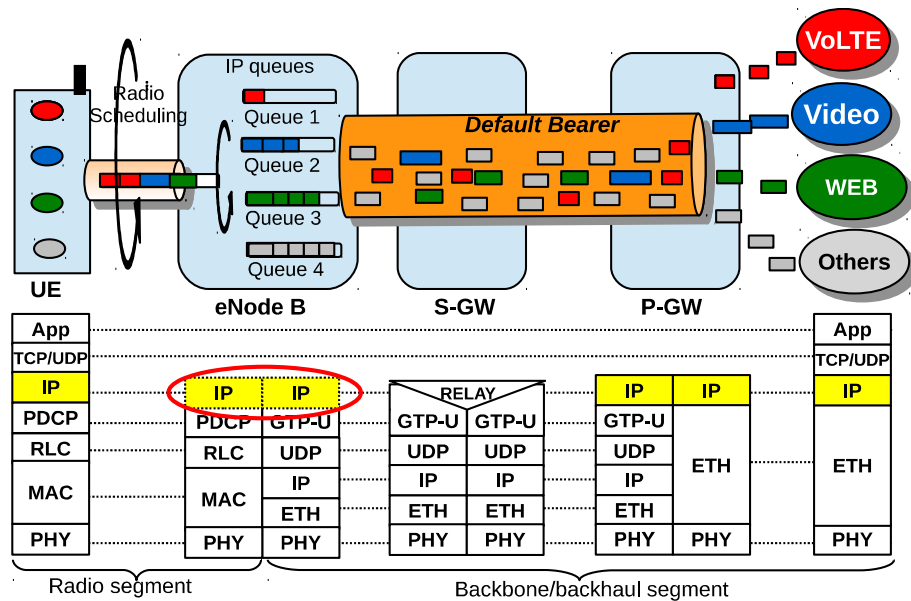 VoLTE
IP queues
Radio
Scheduling
Queue 1
Default Bearer
Video
Queue 2
WEB
Queue 3
Queue 4
Others
UE
eNode B
S-GW
P-GW
App
App
TCP/UDP
TCP/UDP
IP
IP
IP
RELAY
IP
IP
IP
PDCP
PDCP
GTP-U
GTP-U
GTP-U
GTP-U
ETH
ETH
RLC
RLC
UDP
UDP
UDP
UDP
MAC
MAC
IP
IP
IP
IP
ETH
ETH
ETH
ETH
PHY
PHY
PHY
PHY
PHY
PHY
PHY
PHY
Radio segment
Backbone/backhaul segment